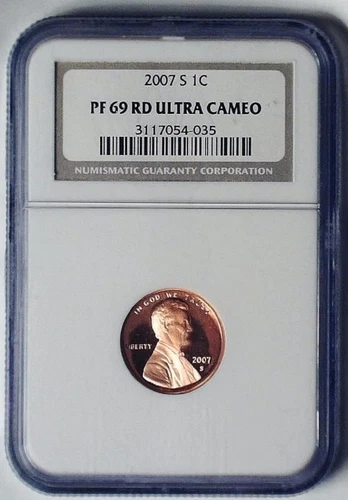 2007 S 1C
PF 69 RD ULTRA CAMEO
3117054-035
NUMISMATIC GUARANTY CORPORATION
IN GOD WE TRUST
LIBERTY
2007
S